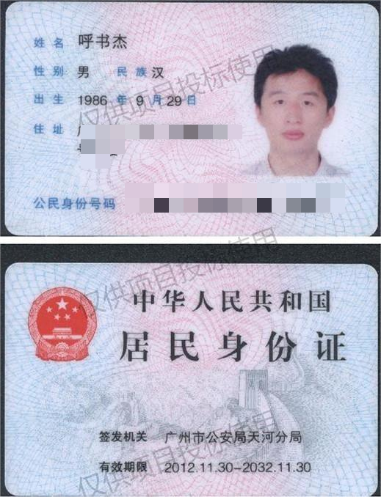 姓名 呼书杰
性别 男 民族 汉
出生 1986 年 9 月 29 日
住址
公民身份号码
仅供项目投标使用
中华人民共和国
居民身份证
签发机关 广州市公安局天河分局
有效期限 2012.11.30-2032.11.30
仅供项目投标使用